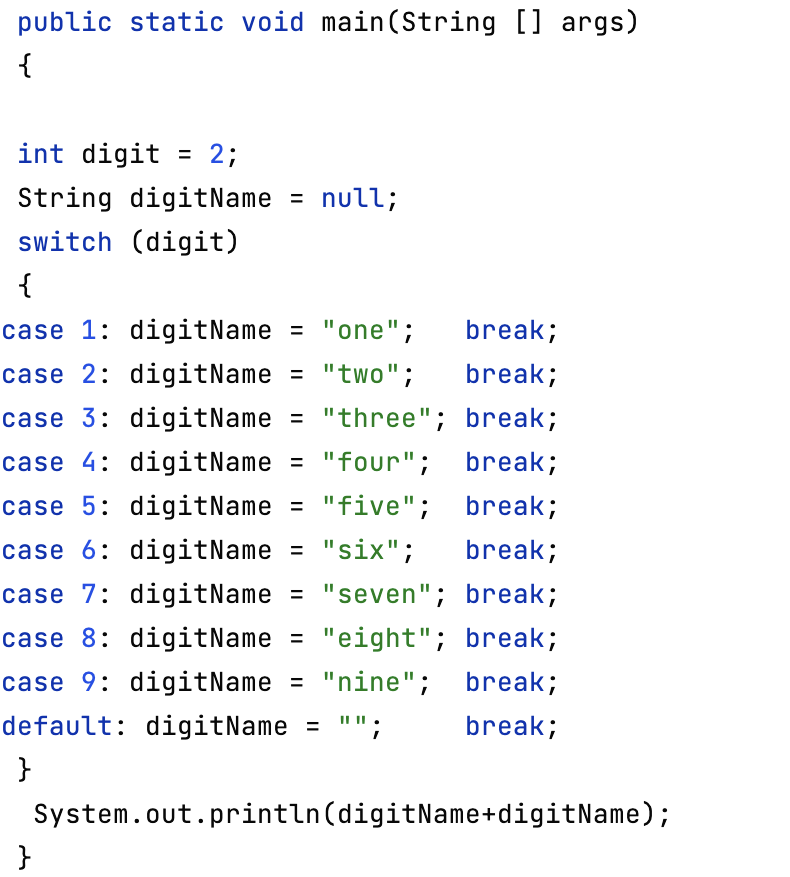 public static void main(String [] args)
{
int digit = 2;
String digitName = null;
switch (digit)
{
case 1: digitName = "one";   break;
case 2: digitName = "two";   break;
case 3: digitName = "three"; break;
case 4: digitName = "four";  break;
case 5: digitName = "five";  break;
case 6: digitName = "six";   break;
case 7: digitName = "seven"; break;
case 8: digitName = "eight"; break;
case 9: digitName = "nine";  break;
default: digitName = "";     break;
}
System.out.println(digitName+digitName);
}